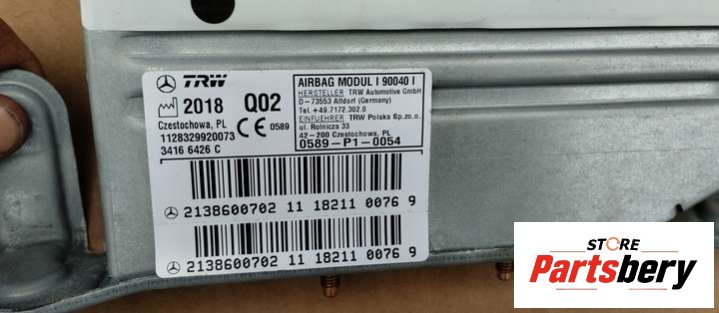 TRW
2018 Q02
Czestochowa, PL
1128329920073 CE 0589
3416 6426 C
AIRBAG MODUL I 90040 I
HERSTELLER TRW Automotive GmbH
D-73553 Alfdorf (Germany)
Tel.+49.7172.302.0
EINFUEHRER TRW Polska Sp.zo.o.
ul. Rolnicza 33
42-200 Czestochowa, PL
0589-P1-0054
2138600702 11 18211 0076 9
2138600702 11 18211 0076 9
STORE
Partsbery